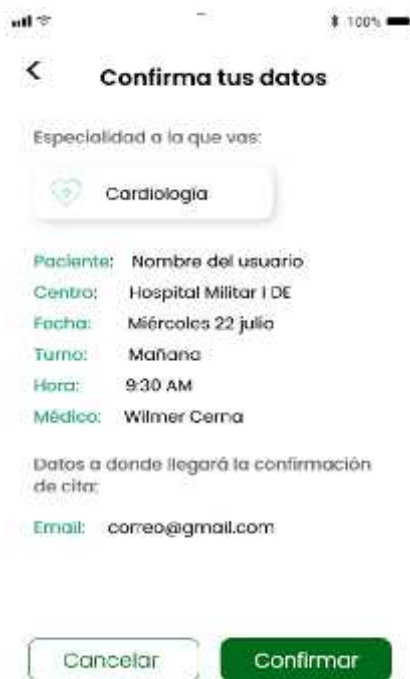 100%
Confirma tus datos
Especialidad a la que vas:
Cardiología
Paciente: Nombre del usuario
Centro: Hospital Militar I DE
Fecha: Miércoles 22 julio
Turno: Mañana
Hora: 9:30 AM
Médico: Wilmer Cerna
Datos a donde llegará la confirmación
de cita:
Email: correo@gmail.com
Cancelar Confirmar